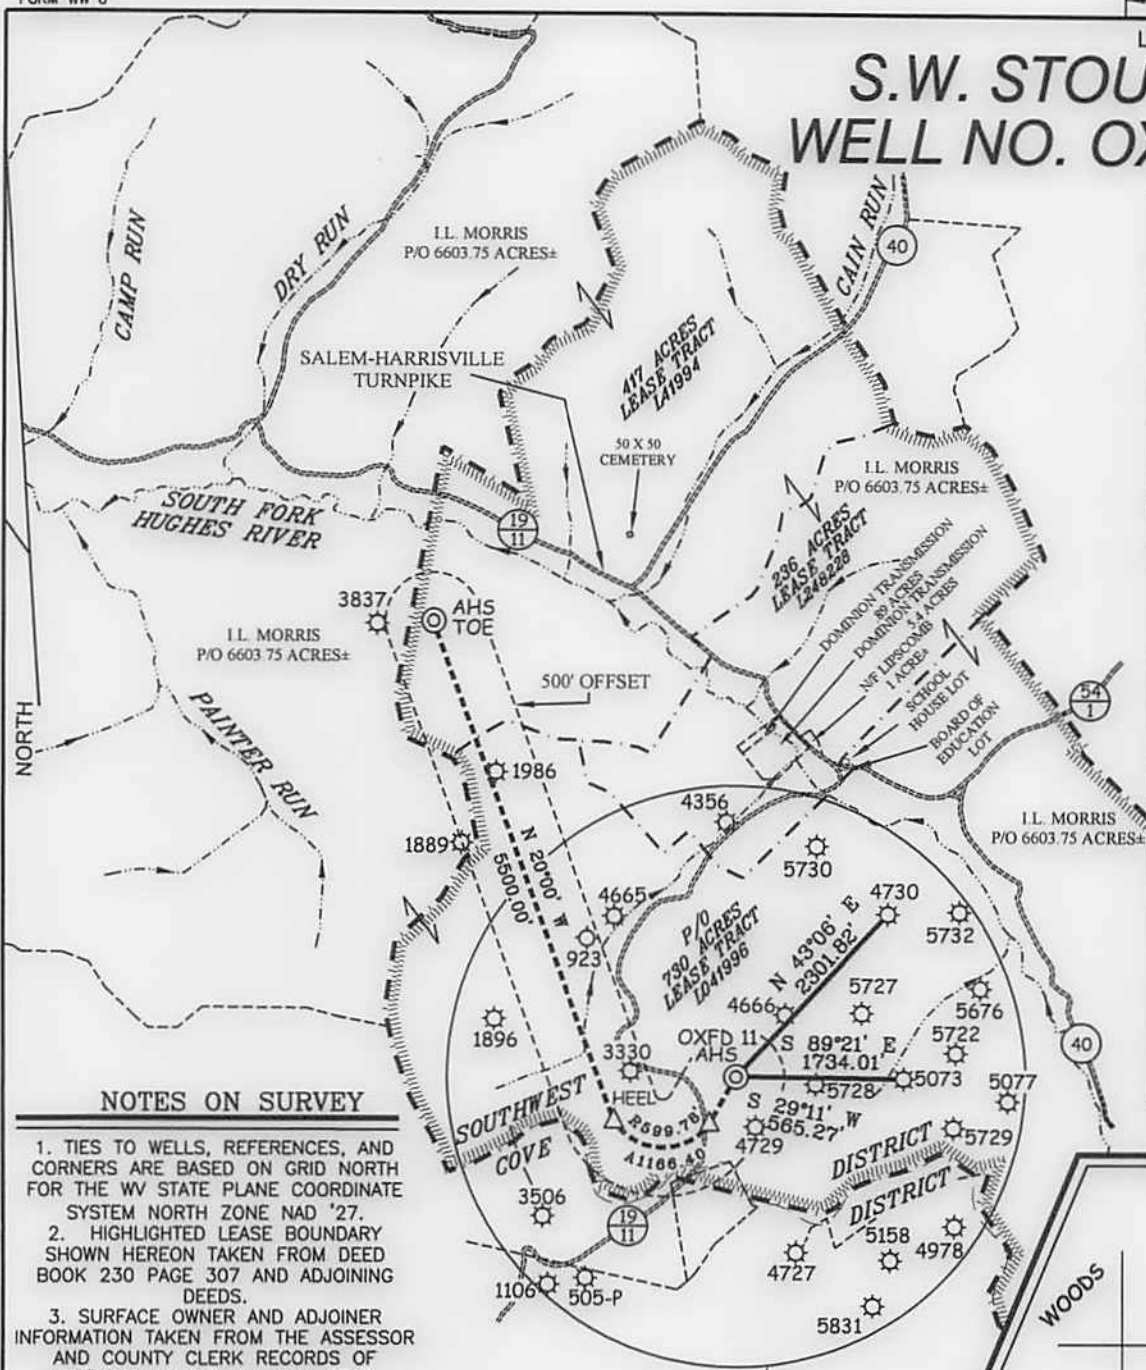 FORM WW-6
S.W. STOU
WELL NO. OX
CAMP RUN
DRY RUN
I.L. MORRIS
P/O 6603.75 ACRES±
CAIN RUN
40
SALEM-HARRISVILLE
TURNPIKE
417 ACRES
LEASE TRACT
LA1994
50 X 50
CEMETERY
I.L. MORRIS
P/O 6603.75 ACRES±
SOUTH FORK
HUGHES RIVER
19
11
236 ACRES
LEASE TRACT
L248228
DOMINION TRANSMISSION
89 ACRES
DOMINION TRANSMISSION
5.4 ACRES
N/F LIPSCOMB
1 ACRE±
SCHOOL
HOUSE LOT
BOARD OF
EDUCATION
LOT
3837
AHS
TOE
I.L. MORRIS
P/O 6603.75 ACRES±
500' OFFSET
54
1
NORTH
PAINTER RUN
1986
4356
I.L. MORRIS
P/O 6603.75 ACRES±
1889
N 20°00' W
5500.00'
5730
4665
4730
5732
923
P/O
730 ACRES
LEASE TRACT
LO41996
N 43°06' E
2301.82'
4666
5727
5676
1896
OXFD 11
AHS
S 89°21' E
1734.01'
5722
40
3330
HEEL
5728
5073
5077
SOUTHWEST
COVE
R599.76'
A1166.40
S 29°11' W
565.27'
4729
5729
DISTRICT
DISTRICT
3506
19
11
5158
4978
4727
1106
505-P
5831
WOODS
NOTES ON SURVEY
1. TIES TO WELLS, REFERENCES, AND
CORNERS ARE BASED ON GRID NORTH
FOR THE WV STATE PLANE COORDINATE
SYSTEM NORTH ZONE NAD '27.
2. HIGHLIGHTED LEASE BOUNDARY
SHOWN HEREON TAKEN FROM DEED
BOOK 230 PAGE 307 AND ADJOINING
DEEDS.
3. SURFACE OWNER AND ADJOINER
INFORMATION TAKEN FROM THE ASSESSOR
AND COUNTY CLERK RECORDS OF